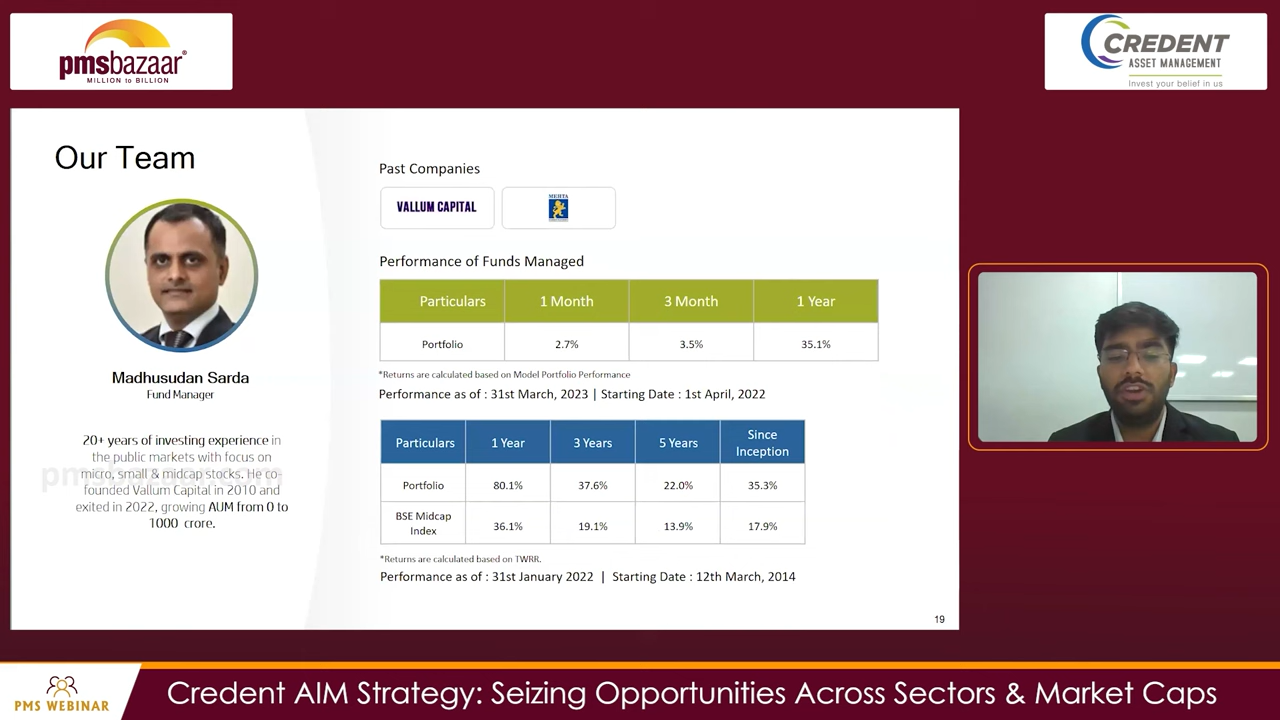 pmsbazaar®
MILLION to BILLION
CREDENT
ASSET MANAGEMENT
Invest your belief in us
Our Team
Madhusudan Sarda
Fund Manager
20+ years of investing experience in
the public markets with focus on
micro, small & midcap stocks. He co-
founded Vallum Capital in 2010 and
exited in 2022, growing AUM from 0 to
1000 crore.
pmsbazaar.com
Past Companies
VALLUM CAPITAL
MEHTA
Performance of Funds Managed
Particulars 1 Month 3 Month 1 Year
Portfolio 2.7% 3.5% 35.1%
*Returns are calculated based on Model Portfolio Performance
Performance as of : 31st March, 2023 | Starting Date : 1st April, 2022
Particulars 1 Year 3 Years 5 Years Since
Inception
Portfolio 80.1% 37.6% 22.0% 35.3%
BSE Midcap
Index 36.1% 19.1% 13.9% 17.9%
*Returns are calculated based on TWRR.
Performance as of : 31st January 2022 | Starting Date : 12th March, 2014
19
PMS WEBINAR
Credent AIM Strategy: Seizing Opportunities Across Sectors & Market Caps